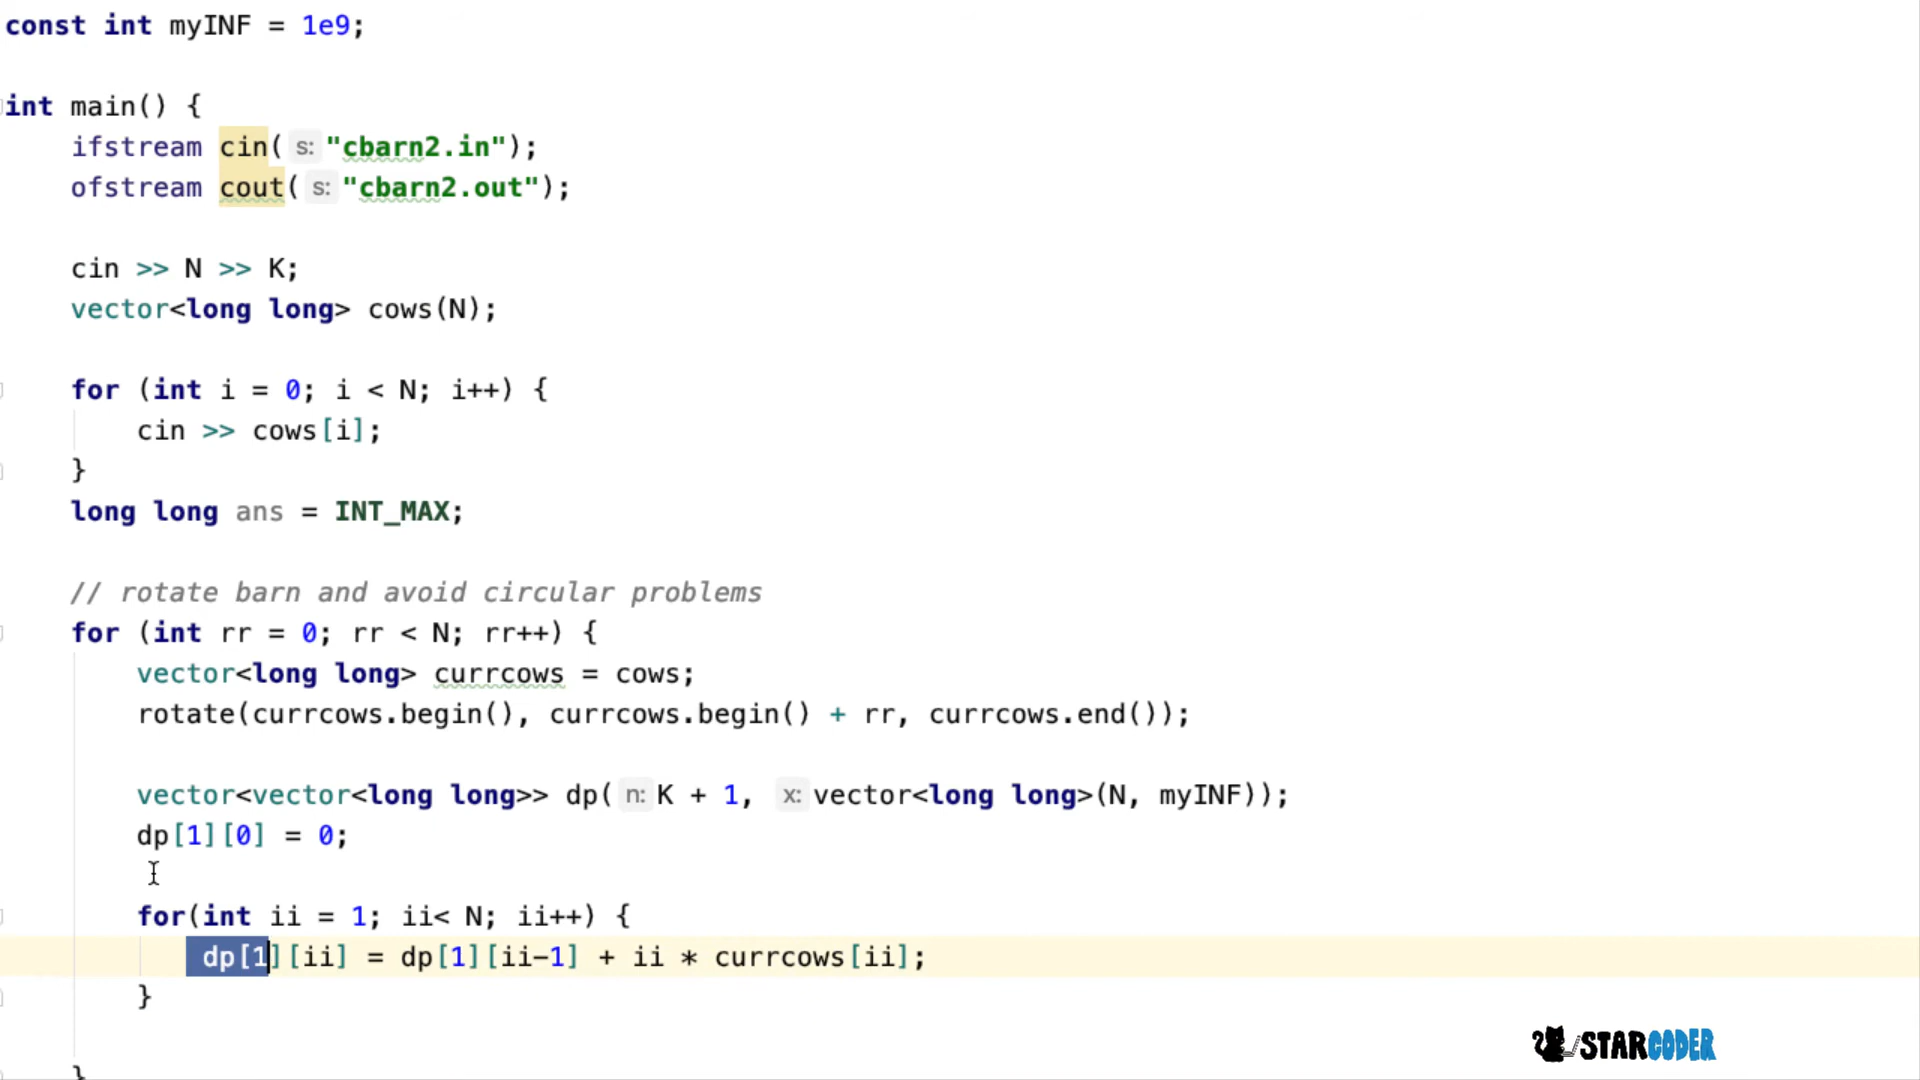 const int myINF = 1e9;
int main() {
ifstream cin( s: "cbarn2.in");
ofstream cout( s: "cbarn2.out");
cin >> N >> K;
vector<long long> cows(N);
for (int i = 0; i < N; i++) {
cin >> cows[i];
}
long long ans = INT_MAX;
// rotate barn and avoid circular problems
for (int rr = 0; rr < N; rr++) {
vector<long long> currcows = cows;
rotate(currcows.begin(), currcows.begin() + rr, currcows.end());
vector<vector<long long>> dp( n: K + 1, x: vector<long long>(N, myINF));
dp[1][0] = 0;
for(int ii = 1; ii< N; ii++) {
dp[1][ii] = dp[1][ii-1] + ii * currcows[ii];
}
}
STARCODER